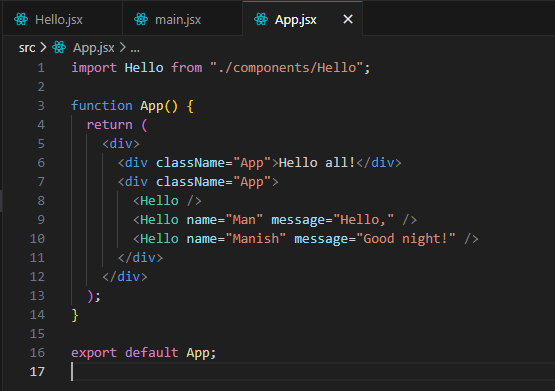 Hello.jsx main.jsx App.jsx ×
src > App.jsx > ...
1 import Hello from "./components/Hello";
2
3 function App() {
4   return (
5     <div>
6       <div className="App">Hello all!</div>
7       <div className="App">
8         <Hello />
9         <Hello name="Man" message="Hello," />
10         <Hello name="Manish" message="Good night!" />
11       </div>
12     </div>
13   );
14 }
15
16 export default App;
17